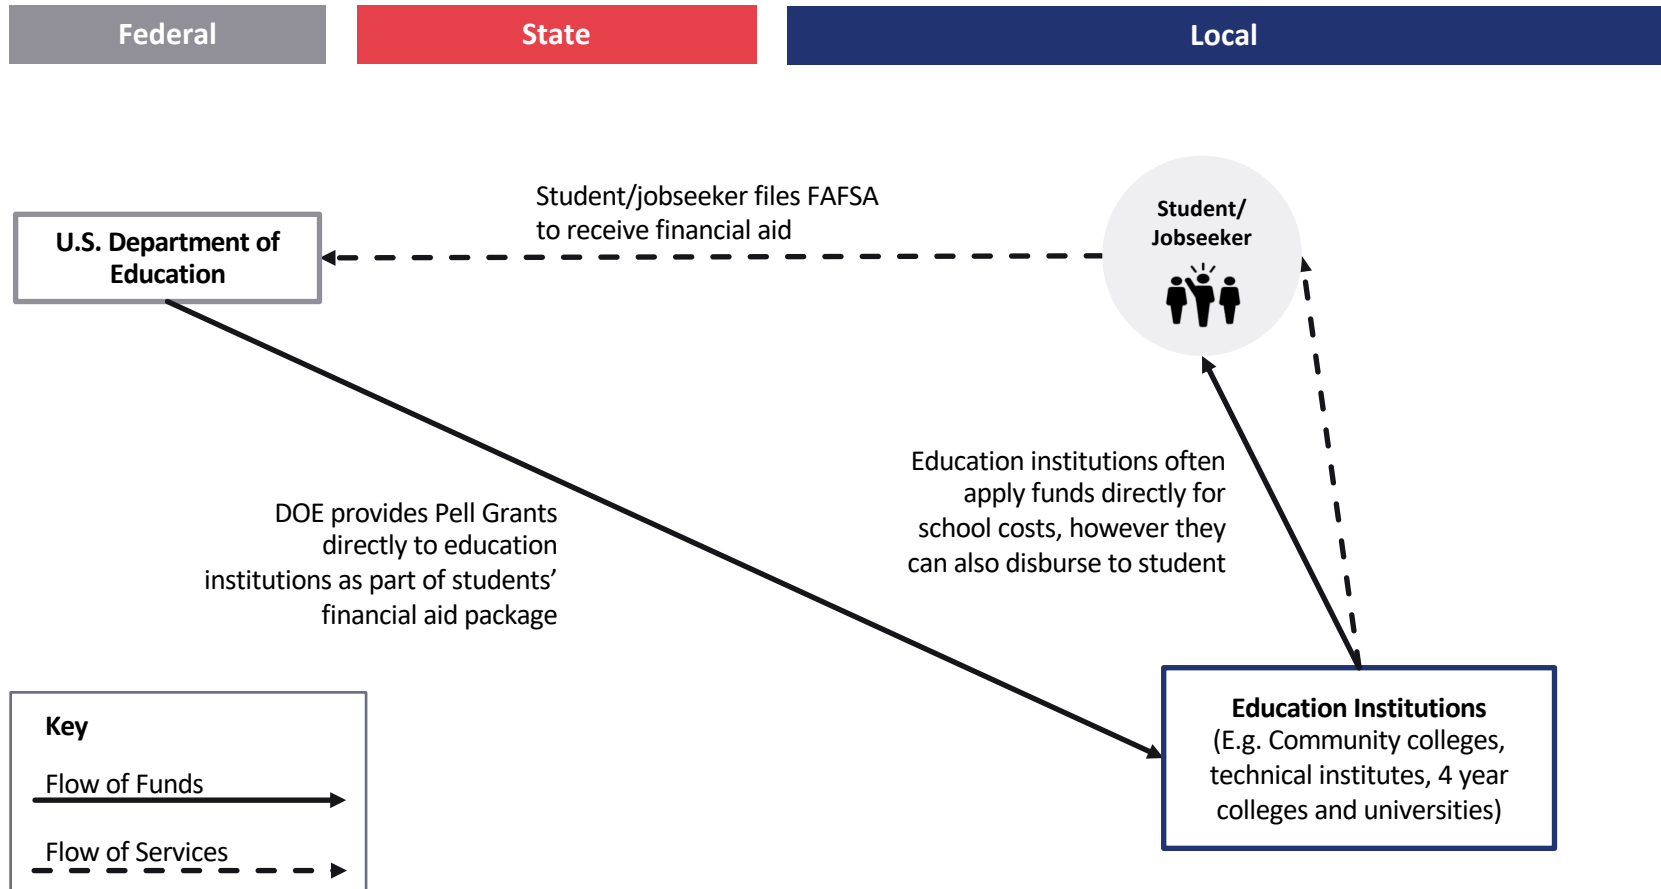 Federal
State
Local
Student/jobseeker files FAFSA
to receive financial aid
Student/
Jobseeker
U.S. Department of
Education
Education institutions often
apply funds directly for
school costs, however they
can also disburse to student
DOE provides Pell Grants
directly to education
institutions as part of students’
financial aid package
Education Institutions
(E.g. Community colleges,
technical institutes, 4 year
colleges and universities)
Key
Flow of Funds
Flow of Services